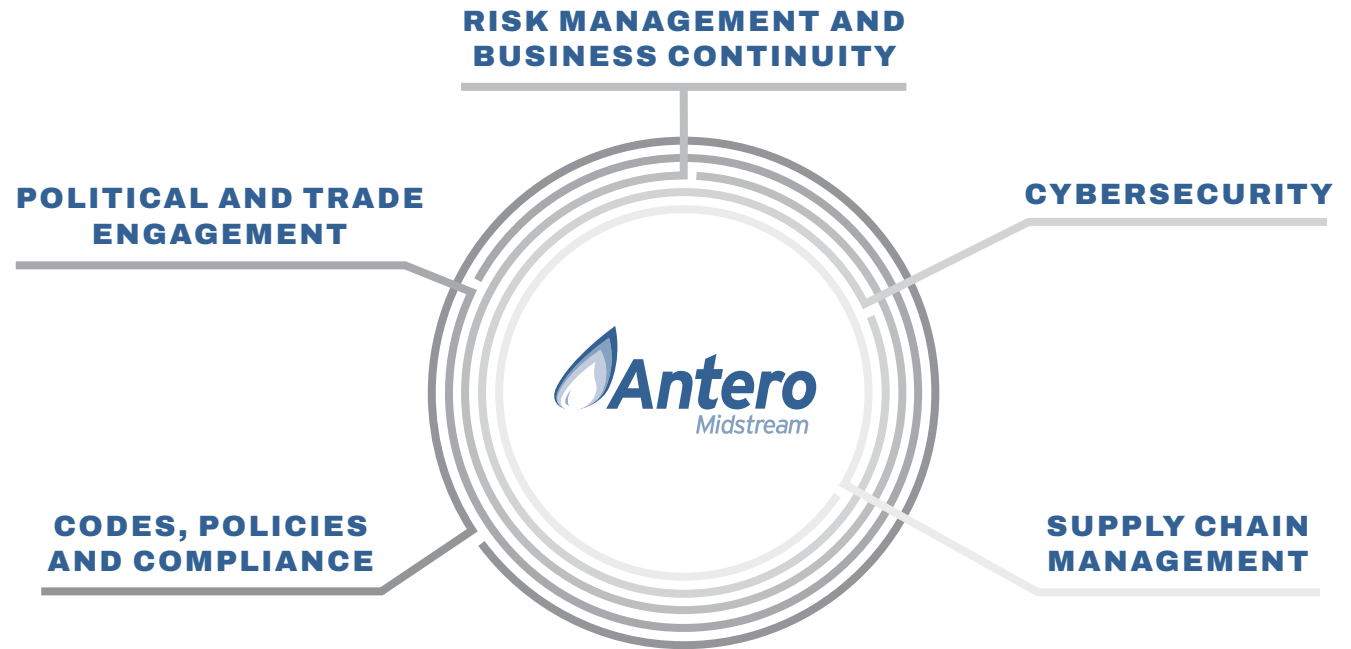 RISK MANAGEMENT AND
BUSINESS CONTINUITY
POLITICAL AND TRADE
ENGAGEMENT
CYBERSECURITY
Antero
Midstream
CODES, POLICIES
AND COMPLIANCE
SUPPLY CHAIN
MANAGEMENT